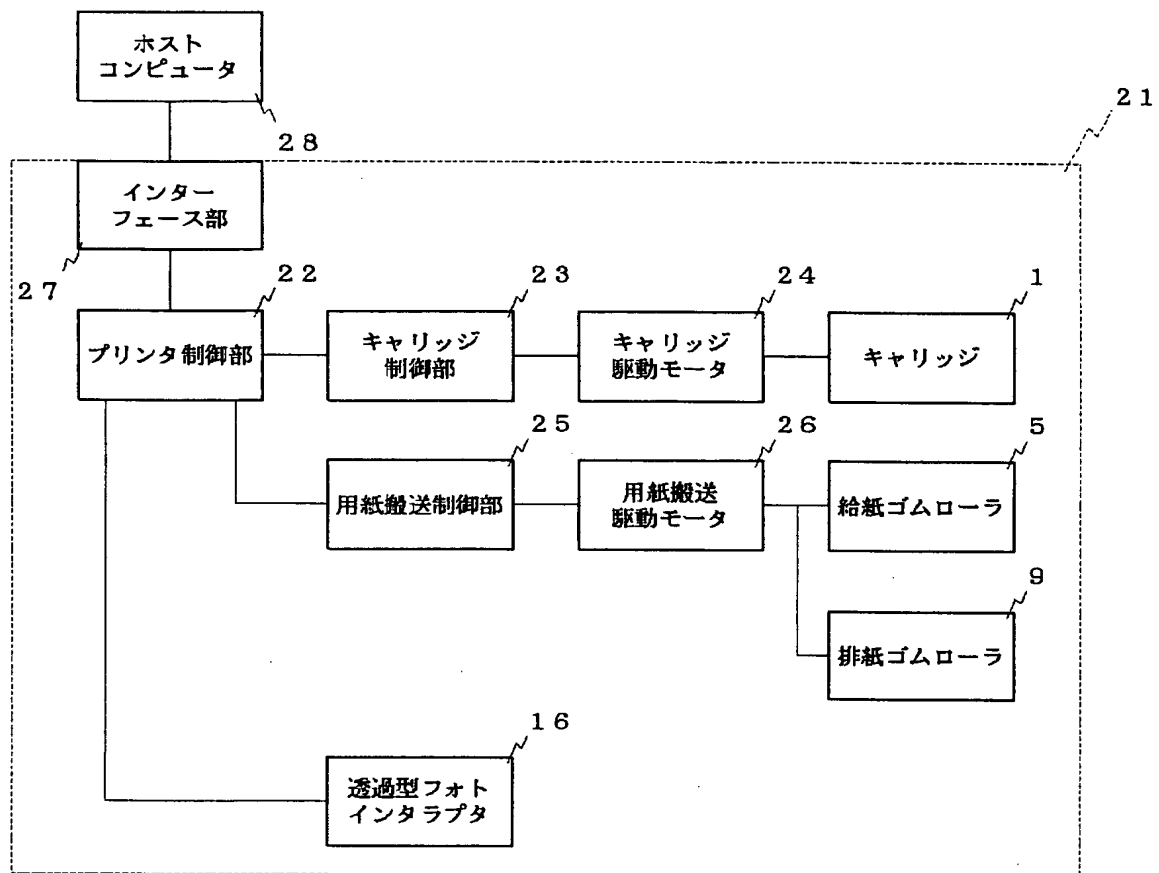 ホスト
コンピュータ
28
21
インター
フェース部
27
22
プリンタ制御部
23
キャリッジ
制御部
24
キャリッジ
駆動モータ
1
キャリッジ
25
用紙搬送制御部
26
用紙搬送
駆動モータ
5
給紙ゴムローラ
9
排紙ゴムローラ
16
透過型フォト
インタラプタ